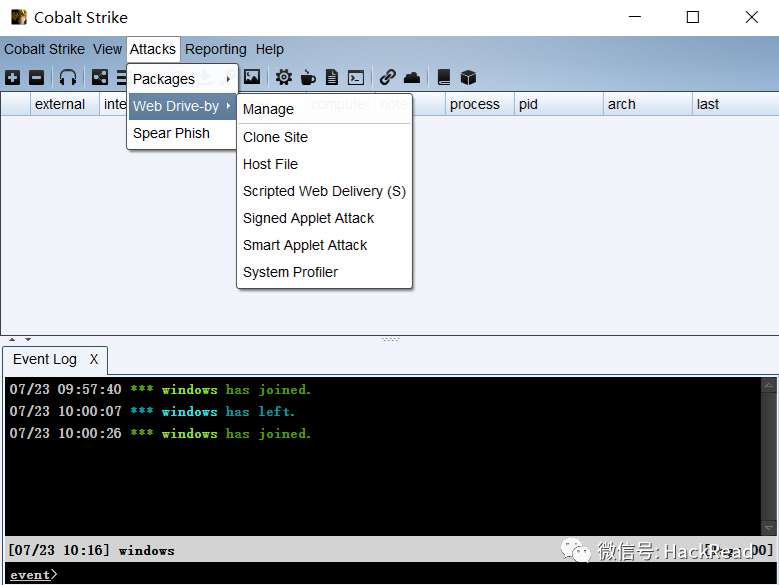 Cobalt Strike
Cobalt Strike View Attacks Reporting Help
Packages
Web Drive-by
Spear Phish
Manage
Clone Site
Host File
Scripted Web Delivery (S)
Signed Applet Attack
Smart Applet Attack
System Profiler
external inte computer note process pid arch last
Event Log X
07/23 09:57:40 *** windows has joined.
07/23 10:00:07 *** windows has left.
07/23 10:00:26 *** windows has joined.
[07/23 10:16] windows 00]
微信号: HackRead
event>